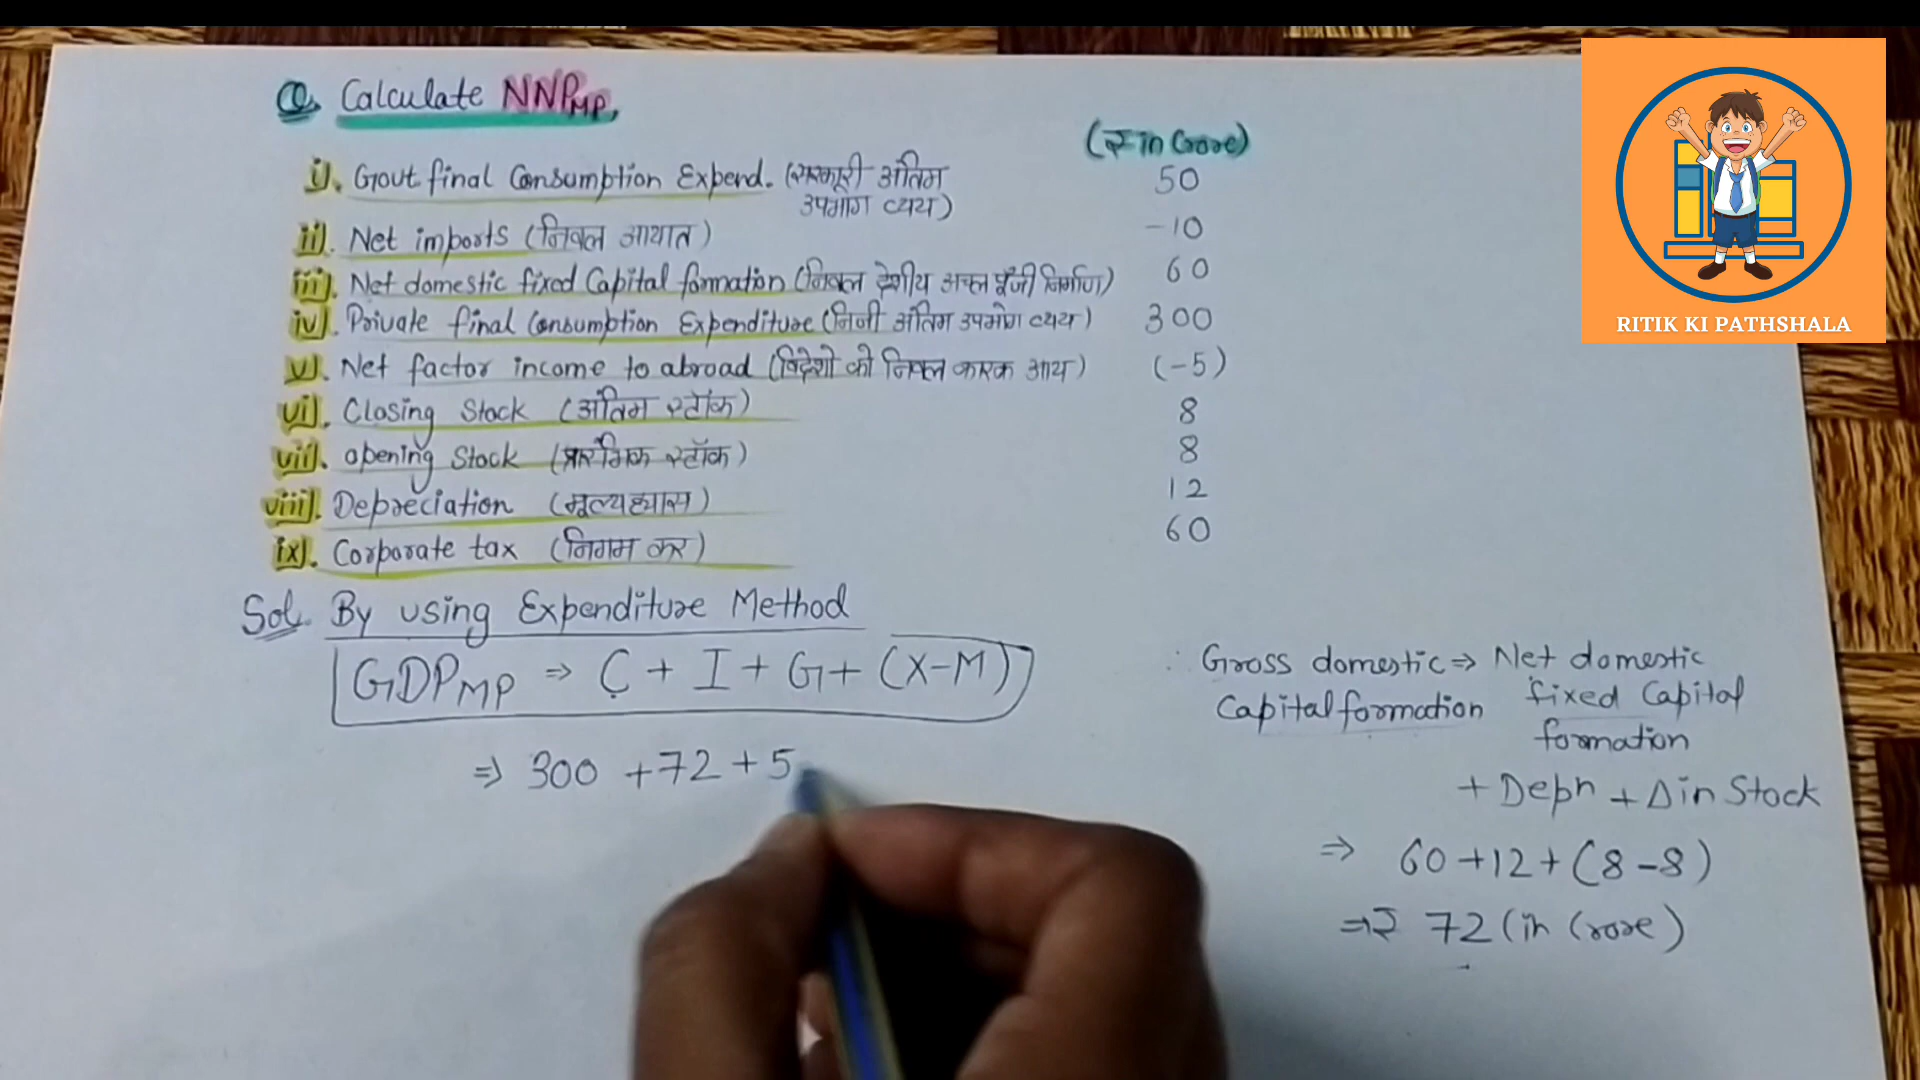 Q. Calculate NNPMP.
(₹ in Crore)
i). Govt final Consumption Expend. (सरकारी अंतिम उपभोग व्यय) 50
ii). Net imports (निवल आयात) -10
iii). Net domestic fixed Capital formation (निवल देशीय अचल पूँजी निर्माण) 60
iv). Private final Consumption Expenditure (निजी अंतिम उपभोग व्यय) 300
v). Net factor income to abroad (विदेशो को निवल कारक आय) (-5)
vi). Closing Stock (अंतिम स्टॉक) 8
vii). opening Stock (प्रारंभिक स्टॉक) 8
viii). Depreciation (मूल्यह्यास) 12
ix). Corporate tax (निगम कर) 60
Sol. By using Expenditure Method
GDPMP ⇒ C + I + G + (X-M)
⇒ 300 + 72 + 5
∴ Gross domestic ⇒ Net domestic
Capital formation fixed Capital
formation
+ Depn + Δ in Stock
⇒ 60+12+(8-8)
⇒₹ 72 (in Crore)
RITIK KI PATHSHALA